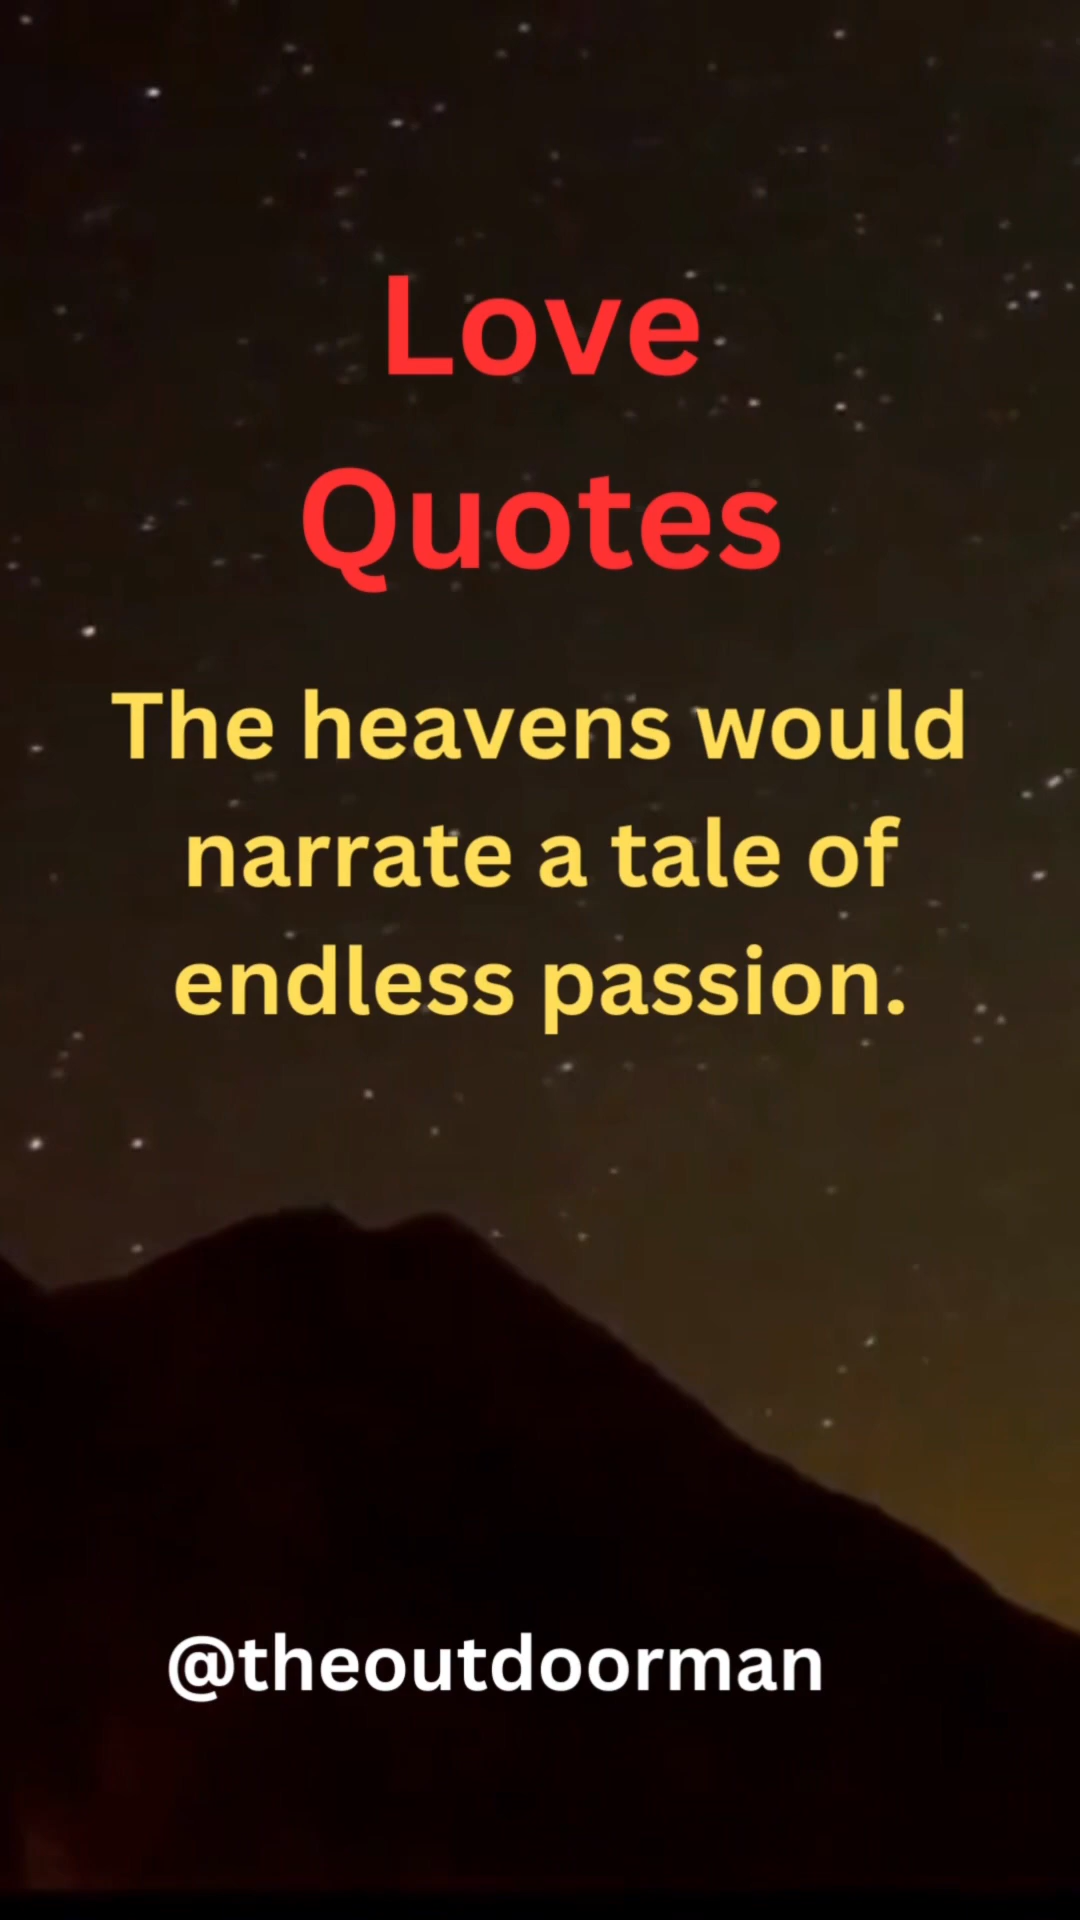 Love
Quotes
The heavens would
narrate a tale of
endless passion.
@theoutdoorman